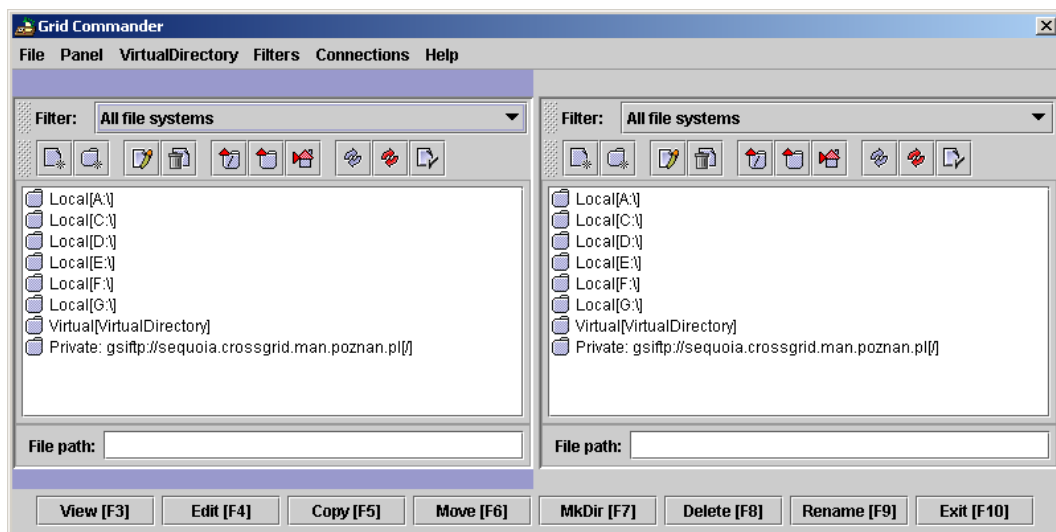 Grid Commander
File Panel VirtualDirectory Filters Connections Help
Filter: All file systems
Local[A:\]
Local[C:\]
Local[D:\]
Local[E:\]
Local[F:\]
Local[G:\]
Virtual[VirtualDirectory]
Private: gsiftp://sequoia.crossgrid.man.poznan.pl[/]
File path:
Filter: All file systems
Local[A:\]
Local[C:\]
Local[D:\]
Local[E:\]
Local[F:\]
Local[G:\]
Virtual[VirtualDirectory]
Private: gsiftp://sequoia.crossgrid.man.poznan.pl[/]
File path:
View [F3] Edit [F4] Copy [F5] Move [F6] MkDir [F7] Delete [F8] Rename [F9] Exit [F10]